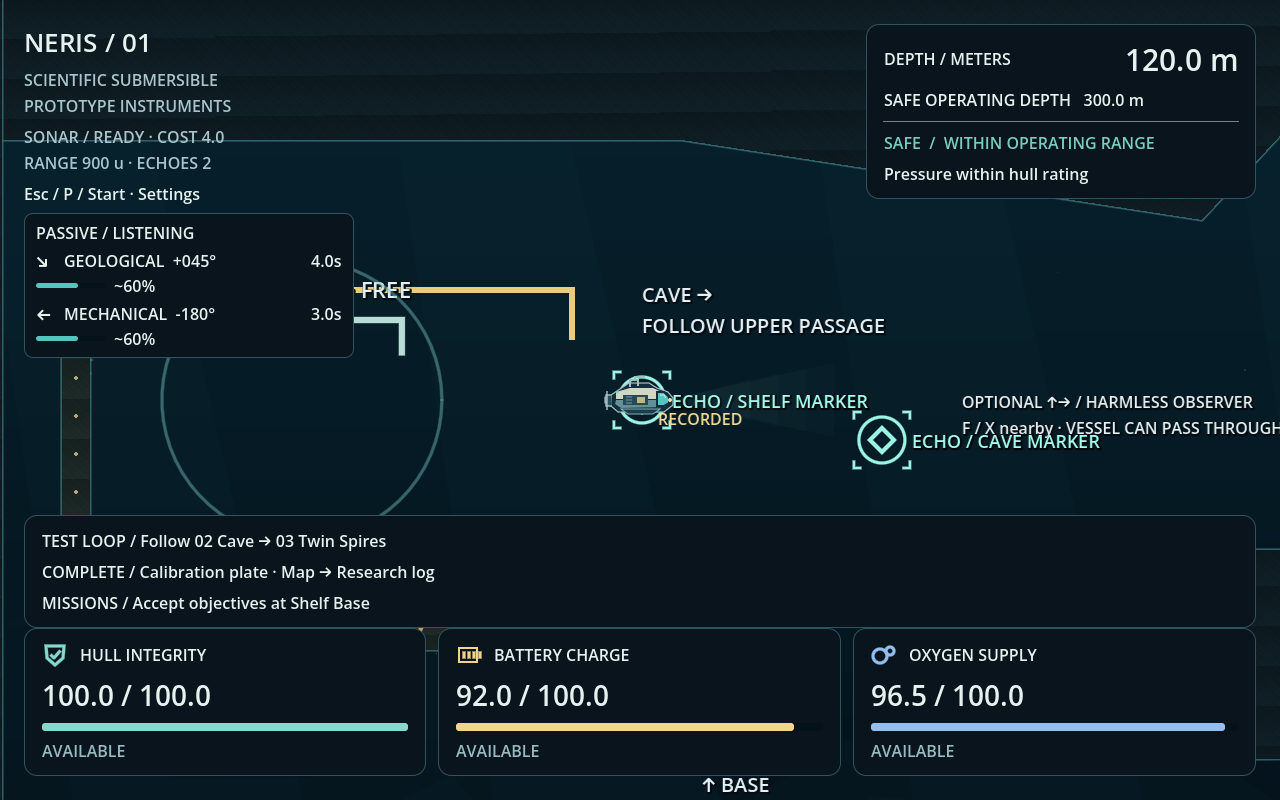 NERIS / 01
SCIENTIFIC SUBMERSIBLE
PROTOTYPE INSTRUMENTS
SONAR / READY · COST 4.0
RANGE 900 u · ECHOES 2
Esc / P / Start · Settings
DEPTH / METERS 120.0 m
SAFE OPERATING DEPTH 300.0 m
SAFE / WITHIN OPERATING RANGE
Pressure within hull rating
PASSIVE / LISTENING
↘ GEOLOGICAL +045° 4.0s
~60%
← MECHANICAL -180° 3.0s
~60%
FREE
CAVE →
FOLLOW UPPER PASSAGE
ECHO / SHELF MARKER
RECORDED
OPTIONAL ↑→ / HARMLESS OBSERVER
F / X nearby · VESSEL CAN PASS THROUGH
ECHO / CAVE MARKER
TEST LOOP / Follow 02 Cave → 03 Twin Spires
COMPLETE / Calibration plate · Map → Research log
MISSIONS / Accept objectives at Shelf Base
HULL INTEGRITY
100.0 / 100.0
AVAILABLE
BATTERY CHARGE
92.0 / 100.0
AVAILABLE
OXYGEN SUPPLY
96.5 / 100.0
AVAILABLE
↑ BASE